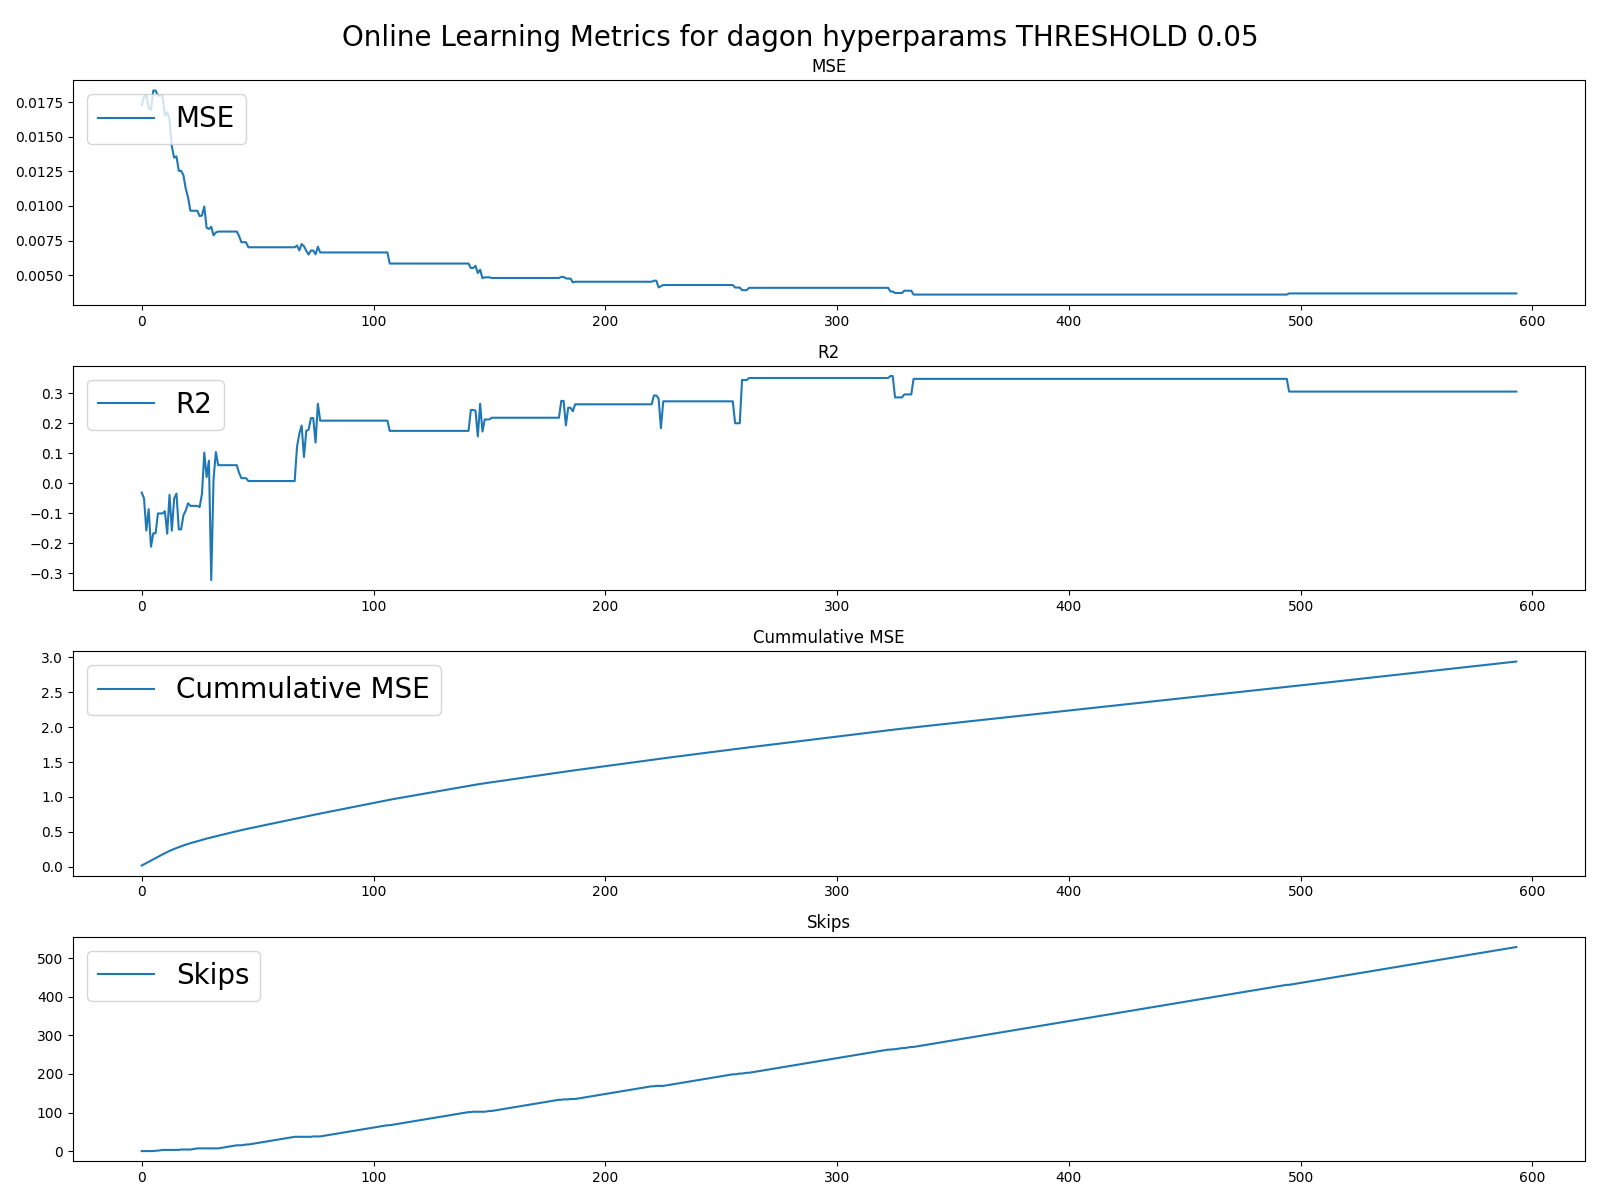 Online Learning Metrics for dagon hyperparams THRESHOLD 0.05
MSE
0.0175
0.0150
0.0125
0.0100
0.0075
0.0050
MSE
0 100 200 300 400 500 600
R2
0.3
0.2
0.1
0.0
−0.1
−0.2
−0.3
R2
0 100 200 300 400 500 600
Cummulative MSE
3.0
2.5
2.0
1.5
1.0
0.5
0.0
Cummulative MSE
0 100 200 300 400 500 600
Skips
500
400
300
200
100
0
Skips
0 100 200 300 400 500 600